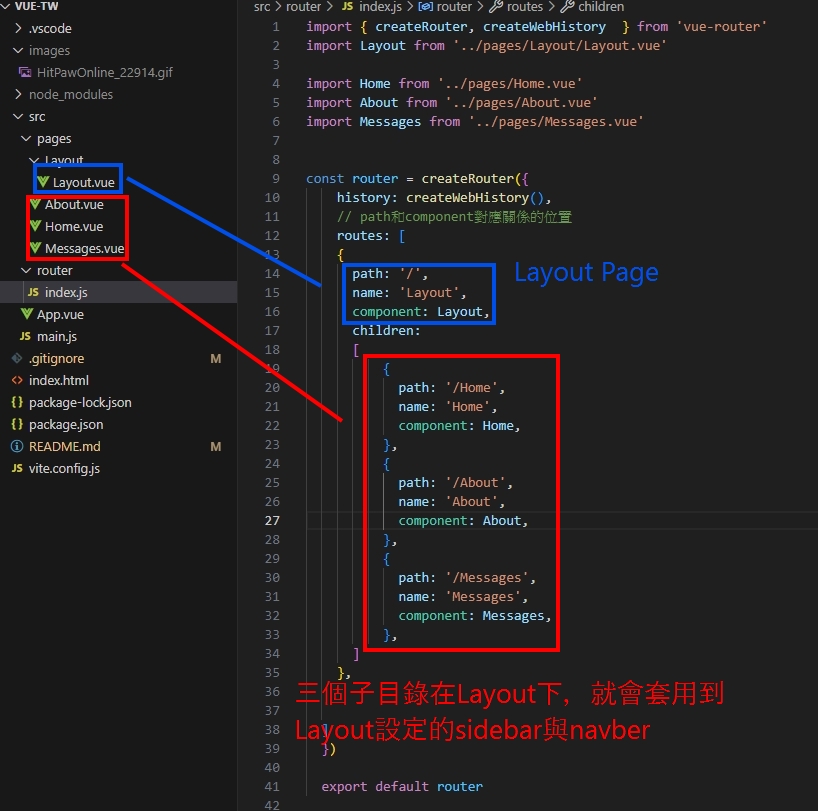 VUE-TW
.vscode
images
HitPawOnline_22914.gif
node_modules
src
pages
Layout
Layout.vue
About.vue
Home.vue
Messages.vue
router
JS index.js
App.vue
JS main.js
.gitignore M
index.html
package-lock.json
package.json
README.md M
JS vite.config.js
src > router > JS index.js > router > routes > children
1 import { createRouter, createWebHistory } from 'vue-router'
2 import Layout from '../pages/Layout/Layout.vue'
3
4 import Home from '../pages/Home.vue'
5 import About from '../pages/About.vue'
6 import Messages from '../pages/Messages.vue'
7
8
9 const router = createRouter({
10 history: createWebHistory(),
11 // path和component對應關係的位置
12 routes: [
13 {
14 path: '/',
15 name: 'Layout',
16 component: Layout,
17 children:
18 [
19 {
20 path: '/Home',
21 name: 'Home',
22 component: Home,
23 },
24 {
25 path: '/About',
26 name: 'About',
27 component: About,
28 },
29 {
30 path: '/Messages',
31 name: 'Messages',
32 component: Messages,
33 },
34 ]
35 },
36
37
38 ]
39 })
40
41 export default router
42
Layout Page
三個子目錄在Layout下，就會套用到
Layout設定的sidebar與navber